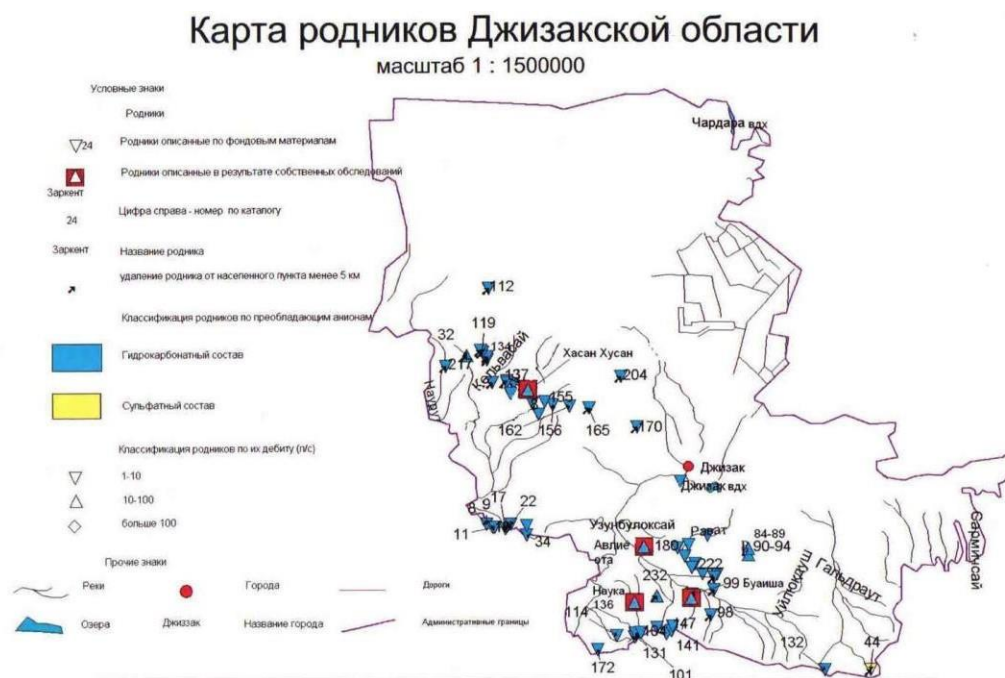 Карта родников Джизакской области
масштаб 1 : 1500000
Условные знаки
Родники
24
Родники описанные по фондовым материалам
Родники описанные в результате собственных обследований
Заркент
24
Цифра справа - номер по каталогу
Заркент
Название родника
удаление родника от населенного пункта менее 5 км
Классификация родников по преобладающим анионам
Гидрокарбонатный состав
Сульфатный состав
Классификация родников по их дебиту (л/с)
1-10
10-100
больше 100
Прочие знаки
Реки
Города
Дороги
Озера
Джиззак
Название города
Административные границы
Чардара вдх
112
119
32
217
Кольвасай
137
Хасан Хусан
204
Науруз
155
162
156
165
170
Джизак
Джизак вдх
8
9
17
22
11
34
Узунбулоксай
Рават
84-89
90-94
Авлие
ота
180
222
232
99
Буаиша
Уйлокауш
Гальдраут
Сармичсай
Наука
136
114
98
147
131
141
172
101
132
44